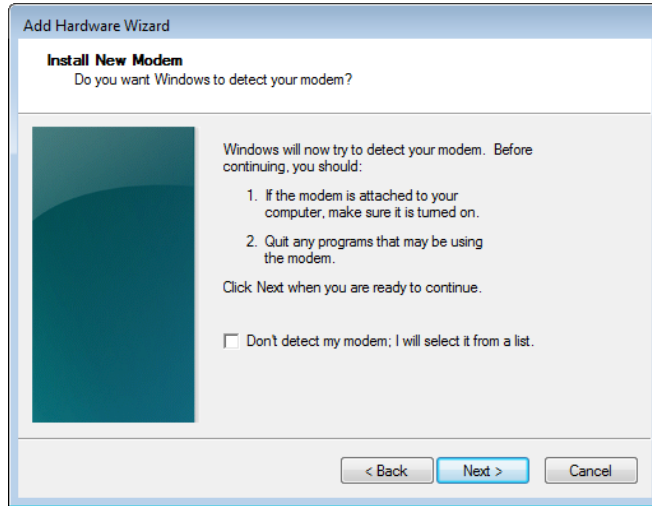 Add Hardware Wizard
Install New Modem
Do you want Windows to detect your modem?
Windows will now try to detect your modem.  Before
continuing, you should:
1. If the modem is attached to your
computer, make sure it is turned on.
2. Quit any programs that may be using
the modem.
Click Next when you are ready to continue.
Don't detect my modem; I will select it from a list.
< Back Next > Cancel